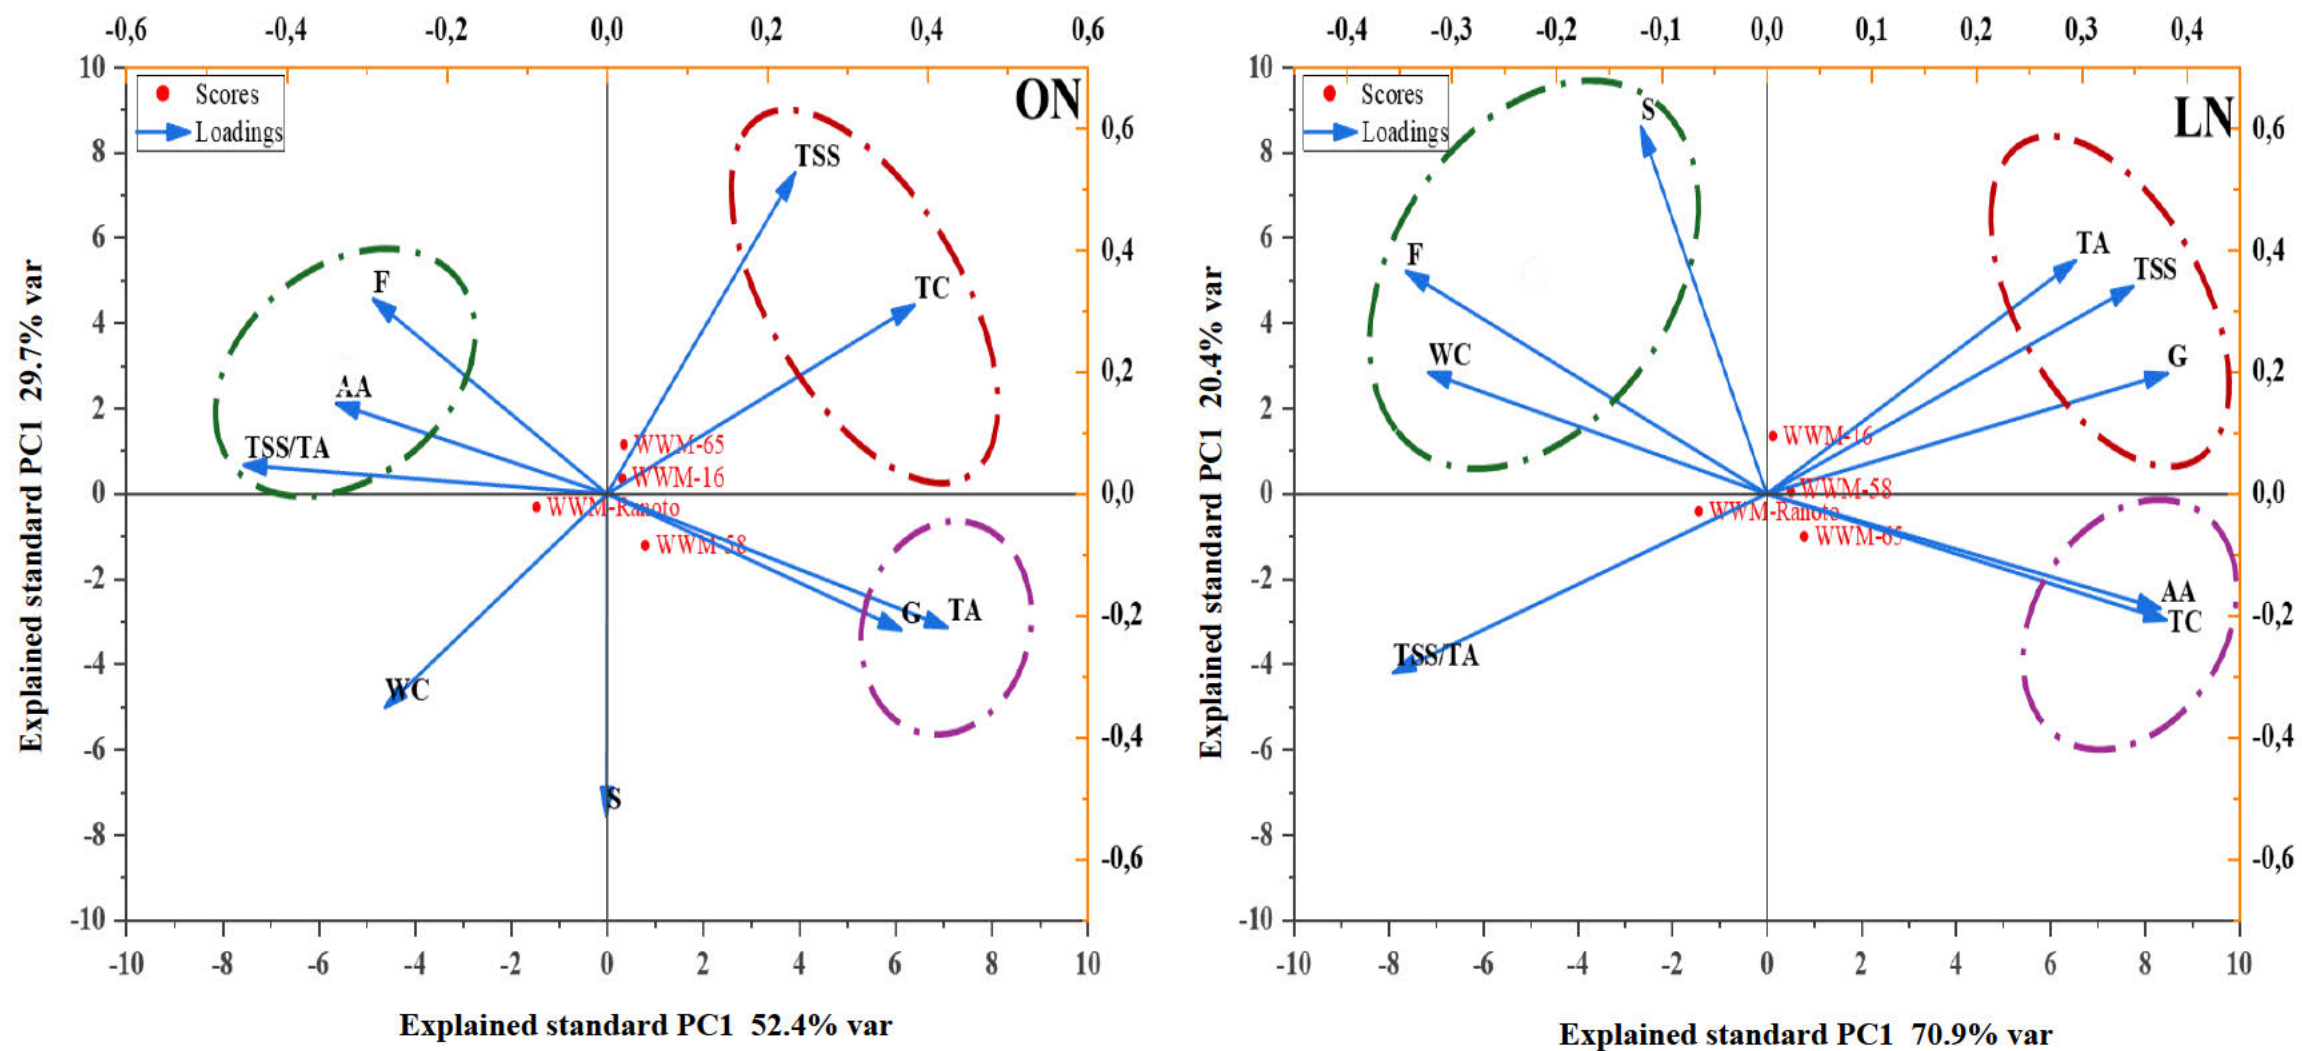 -0,6 -0,4 -0,2 0,0 0,2 0,4 0,6
10
8
6
4
2
0
-2
-4
-6
-8
-10
Scores
Loadings
ON
TSS
TC
F
AA
TSS/TA
WWM-65
WWM-16
WWM-Ranoto
WWM-58
G
TA
WC
S
0,6
0,4
0,2
0,0
-0,2
-0,4
-0,6
-10 -8 -6 -4 -2 0 2 4 6 8 10
Explained standard PC1 29.7% var
Explained standard PC1 52.4% var
-0,4 -0,3 -0,2 -0,1 0,0 0,1 0,2 0,3 0,4
10
8
6
4
2
0
-2
-4
-6
-8
-10
Scores
Loadings
LN
S
F
WC
TA
TSS
G
WWM-16
WWM-58
WWM-Ranoto
WWM-65
AA
TC
TSS/TA
0,6
0,4
0,2
0,0
-0,2
-0,4
-0,6
-10 -8 -6 -4 -2 0 2 4 6 8 10
Explained standard PC1 20.4% var
Explained standard PC1 70.9% var